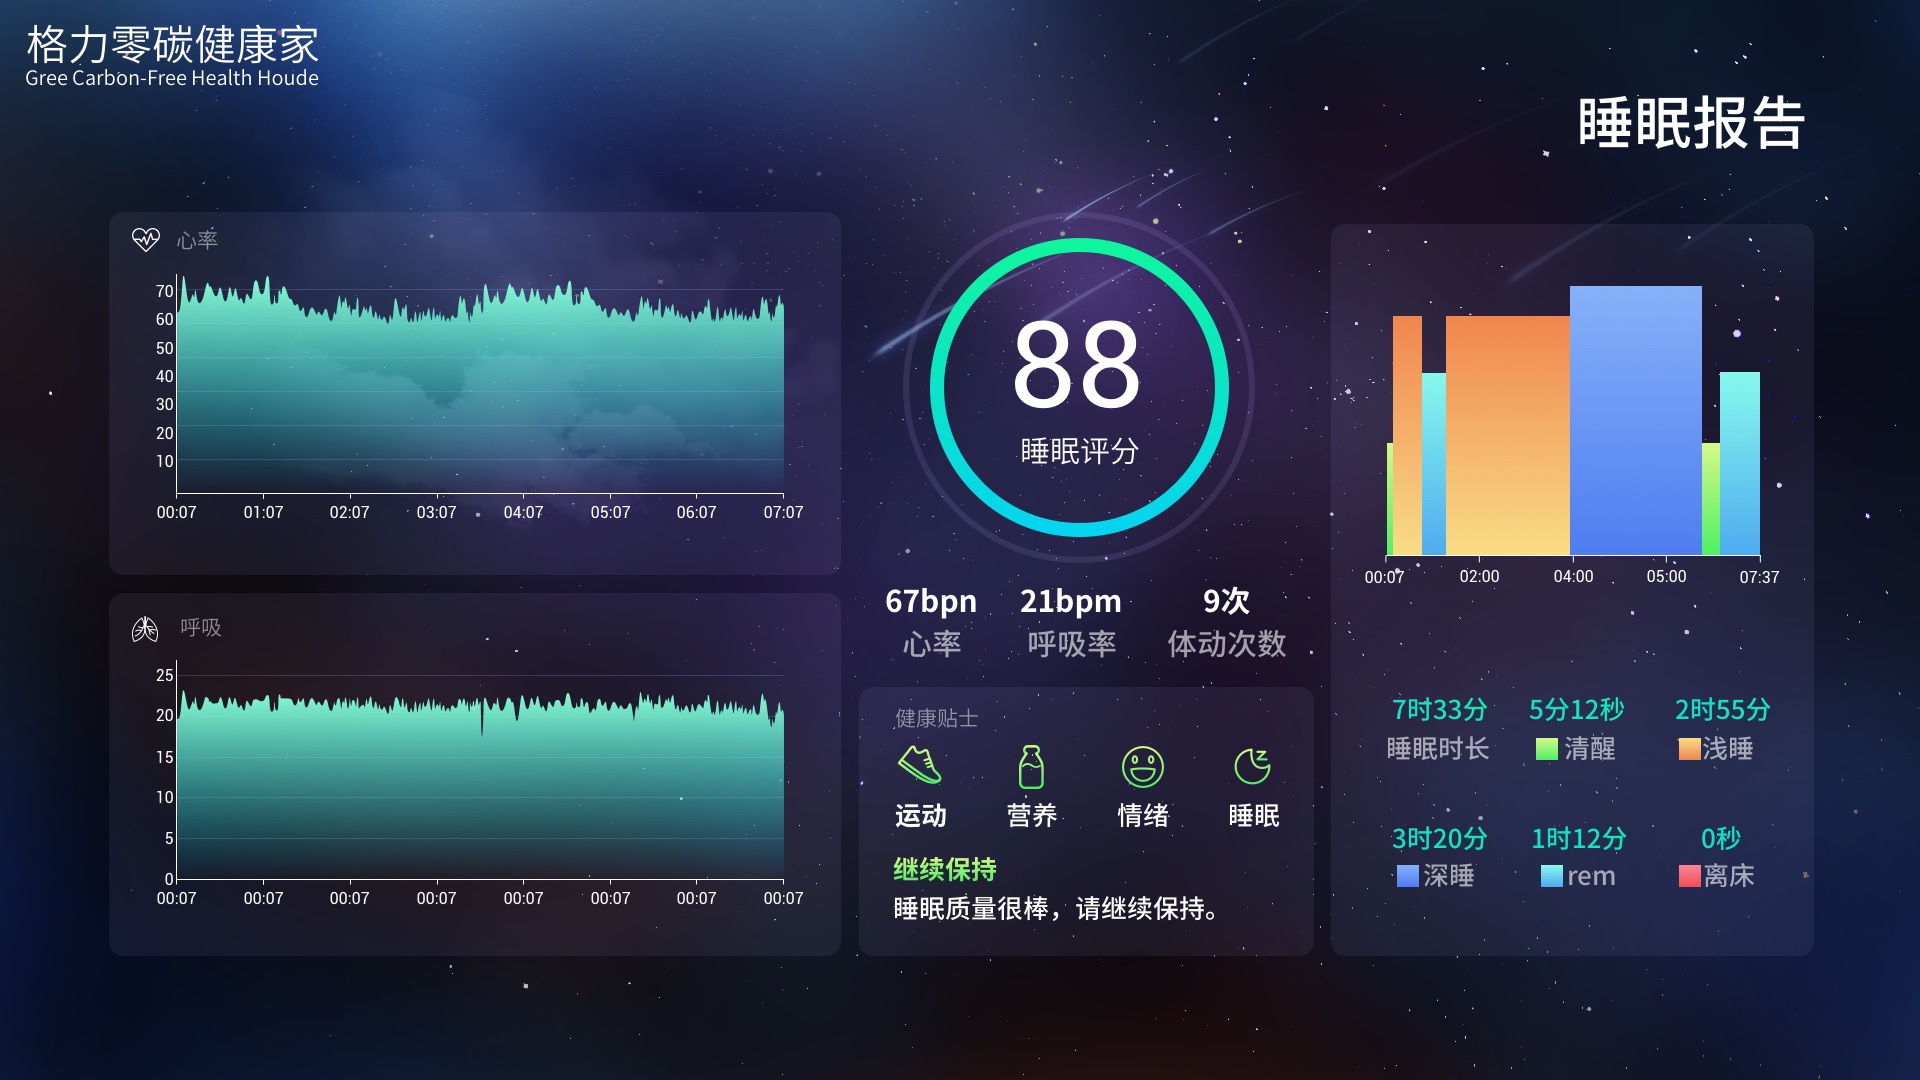 格力零碳健康家
Gree Carbon-Free Health Houde
睡眠报告
心率
70
60
50
40
30
20
10
00:07 01:07 02:07 03:07 04:07 05:07 06:07 07:07
呼吸
25
20
15
10
5
0
00:07 00:07 00:07 00:07 00:07 00:07 00:07 00:07
88
睡眠评分
67bpn 21bpm 9次
心率 呼吸率 体动次数
健康贴士
z
运动 营养 情绪 睡眠
继续保持
睡眠质量很棒，请继续保持。
00:07 02:00 04:00 05:00 07:37
7时33分 5分12秒 2时55分
睡眠时长 清醒 浅睡
3时20分 1时12分 0秒
深睡 rem 离床